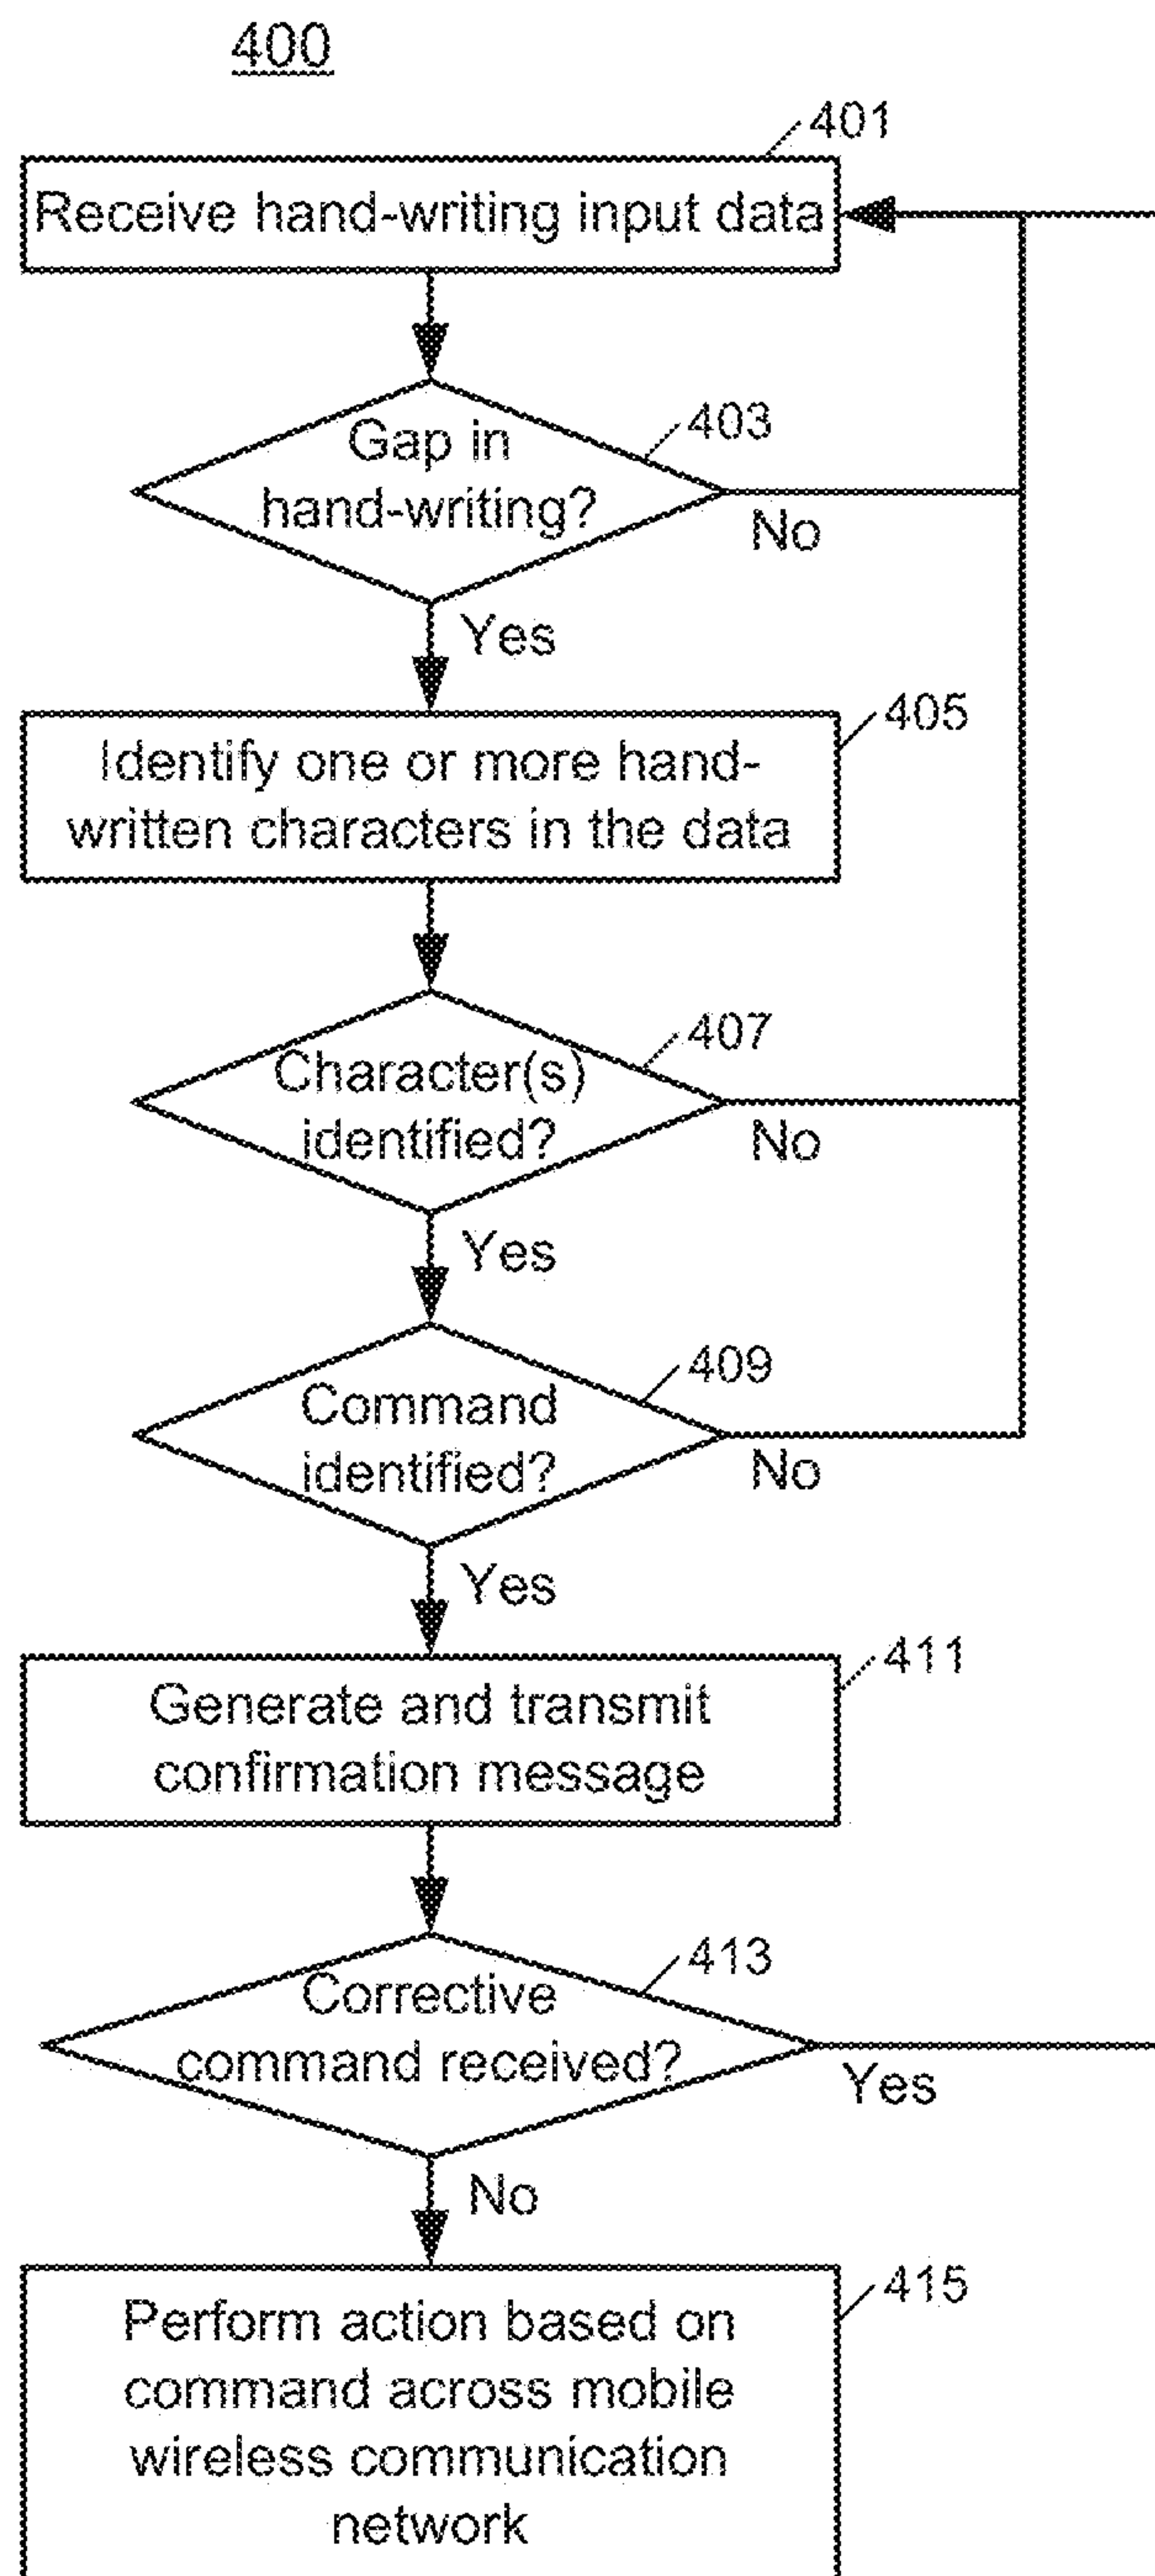 400
401
Receive hand-writing input data
403
Gap in
hand-writing?
No
Yes
405
Identify one or more hand-
written characters in the data
407
Character(s)
identified?
No
Yes
409
Command
identified?
No
Yes
411
Generate and transmit
confirmation message
413
Corrective
command received?
Yes
No
415
Perform action based on
command across mobile
wireless communication
network